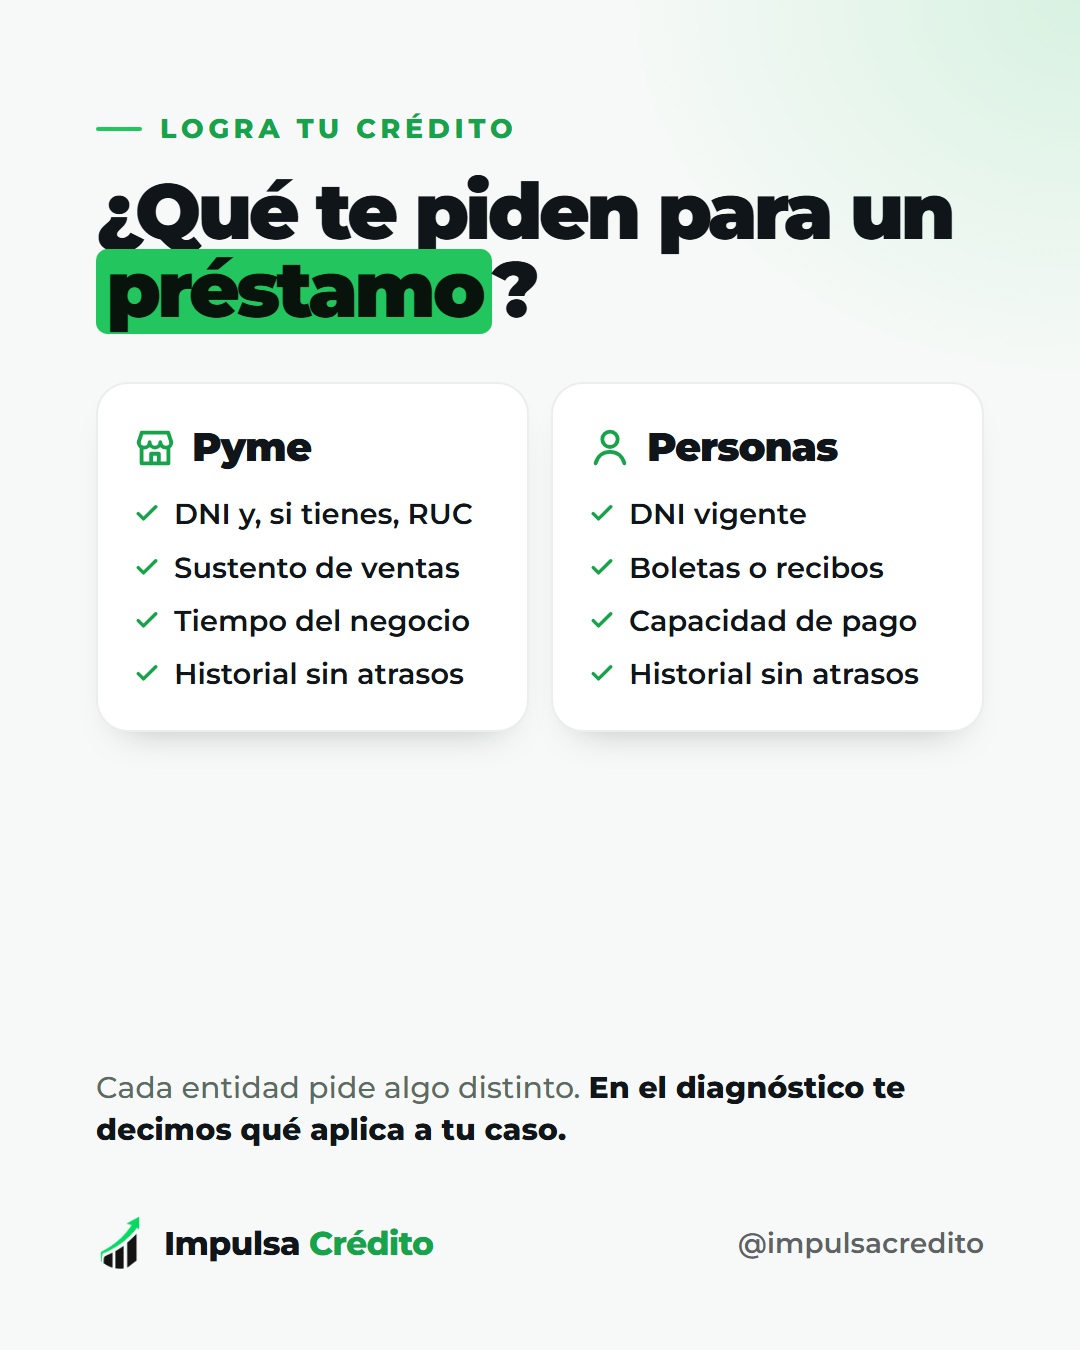 LOGRA TU CRÉDITO
¿Qué te piden para un
préstamo?
Pyme
DNI y, si tienes, RUC
Sustento de ventas
Tiempo del negocio
Historial sin atrasos
Personas
DNI vigente
Boletas o recibos
Capacidad de pago
Historial sin atrasos
Cada entidad pide algo distinto. En el diagnóstico te
decimos qué aplica a tu caso.
Impulsa Crédito
@impulsacredito